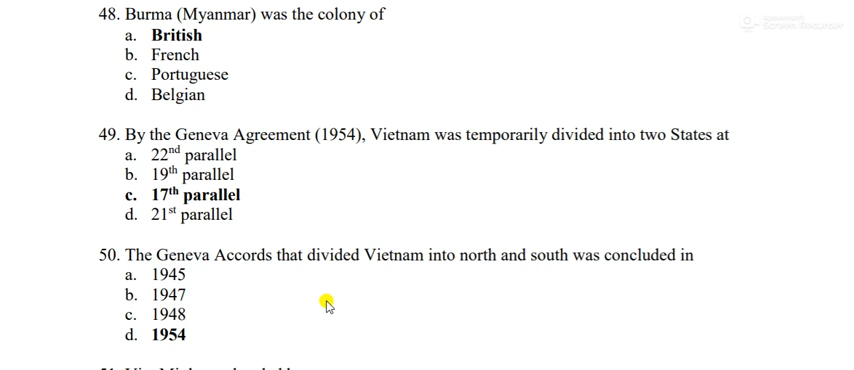 48. Burma (Myanmar) was the colony of
a. British
b. French
c. Portuguese
d. Belgian
49. By the Geneva Agreement (1954), Vietnam was temporarily divided into two States at
a. 22nd parallel
b. 19th parallel
c. 17th parallel
d. 21st parallel
50. The Geneva Accords that divided Vietnam into north and south was concluded in
a. 1945
b. 1947
c. 1948
d. 1954
Screen Recorder